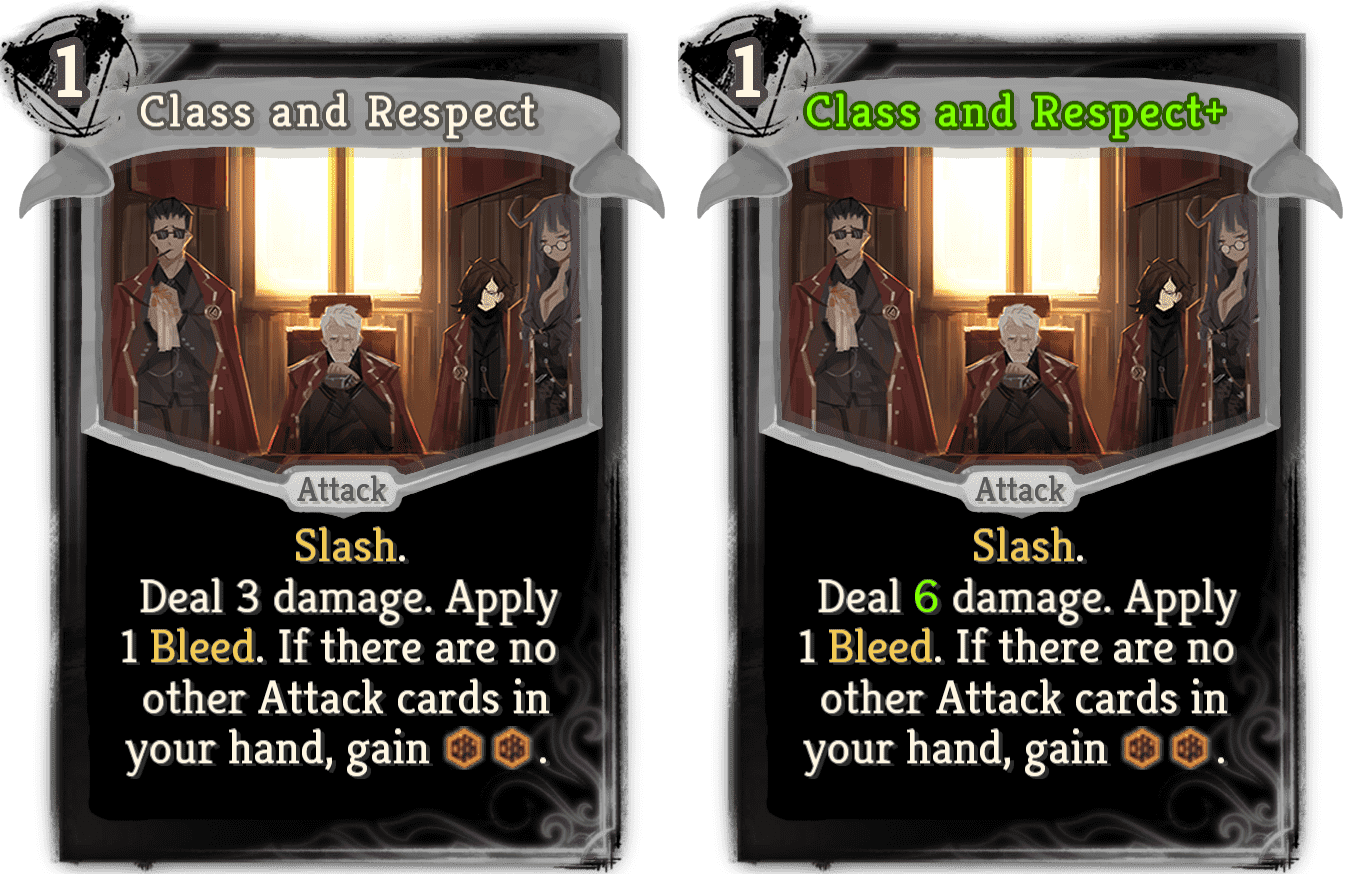 1
Class and Respect
Attack
Slash.
Deal 3 damage. Apply
1 Bleed. If there are no
other Attack cards in
your hand, gain .
1
Class and Respect+
Attack
Slash.
Deal 6 damage. Apply
1 Bleed. If there are no
other Attack cards in
your hand, gain .